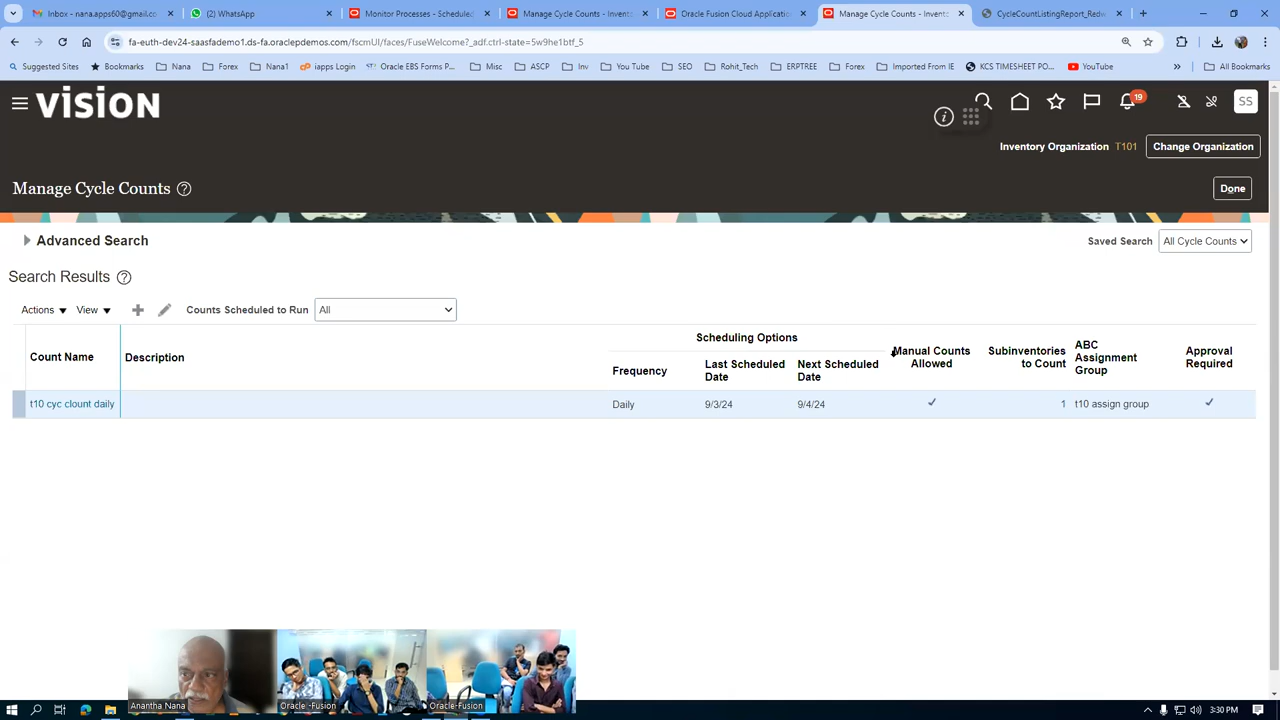 Inbox - nana.apps60@gmail.co
WhatsApp
Monitor Processes - Schedule
Manage Cycle Counts - Invent
Oracle Fusion Cloud Application
Manage Cycle Counts - Invent
CycleCountListingReport_Redw
fa-euth-dev24-saasfademo1.ds-fa.oraclepdemos.com/fscmUI/faces/FuseWelcome?_adf.ctrl-state=5w9he1btf_5
Suggested Sites
Bookmarks
Nana
Forex
Nana1
iapps Login
Oracle EBS Forms P...
Misc
ASCP
Inv
You Tube
SEO
Rohit_Tech
ERPTREE
Forex
Imported From IE
KCS TIMESHEET PO...
YouTube
»
All Bookmarks
vision
19
SS
Inventory Organization T101
Change Organization
Manage Cycle Counts
Done
Advanced Search
Saved Search
All Cycle Counts
Search Results
Actions
View
Counts Scheduled to Run
All
Count Name
Description
Scheduling Options
Frequency
Last Scheduled
Date
Next Scheduled
Date
Manual Counts
Allowed
Subinventories
to Count
ABC
Assignment
Group
Approval
Required
t10 cyc clount daily
Daily
9/3/24
9/4/24
1
t10 assign group
Anantha Nana
Oracle -Fusion
Oracle-Fusion
3:30 PM